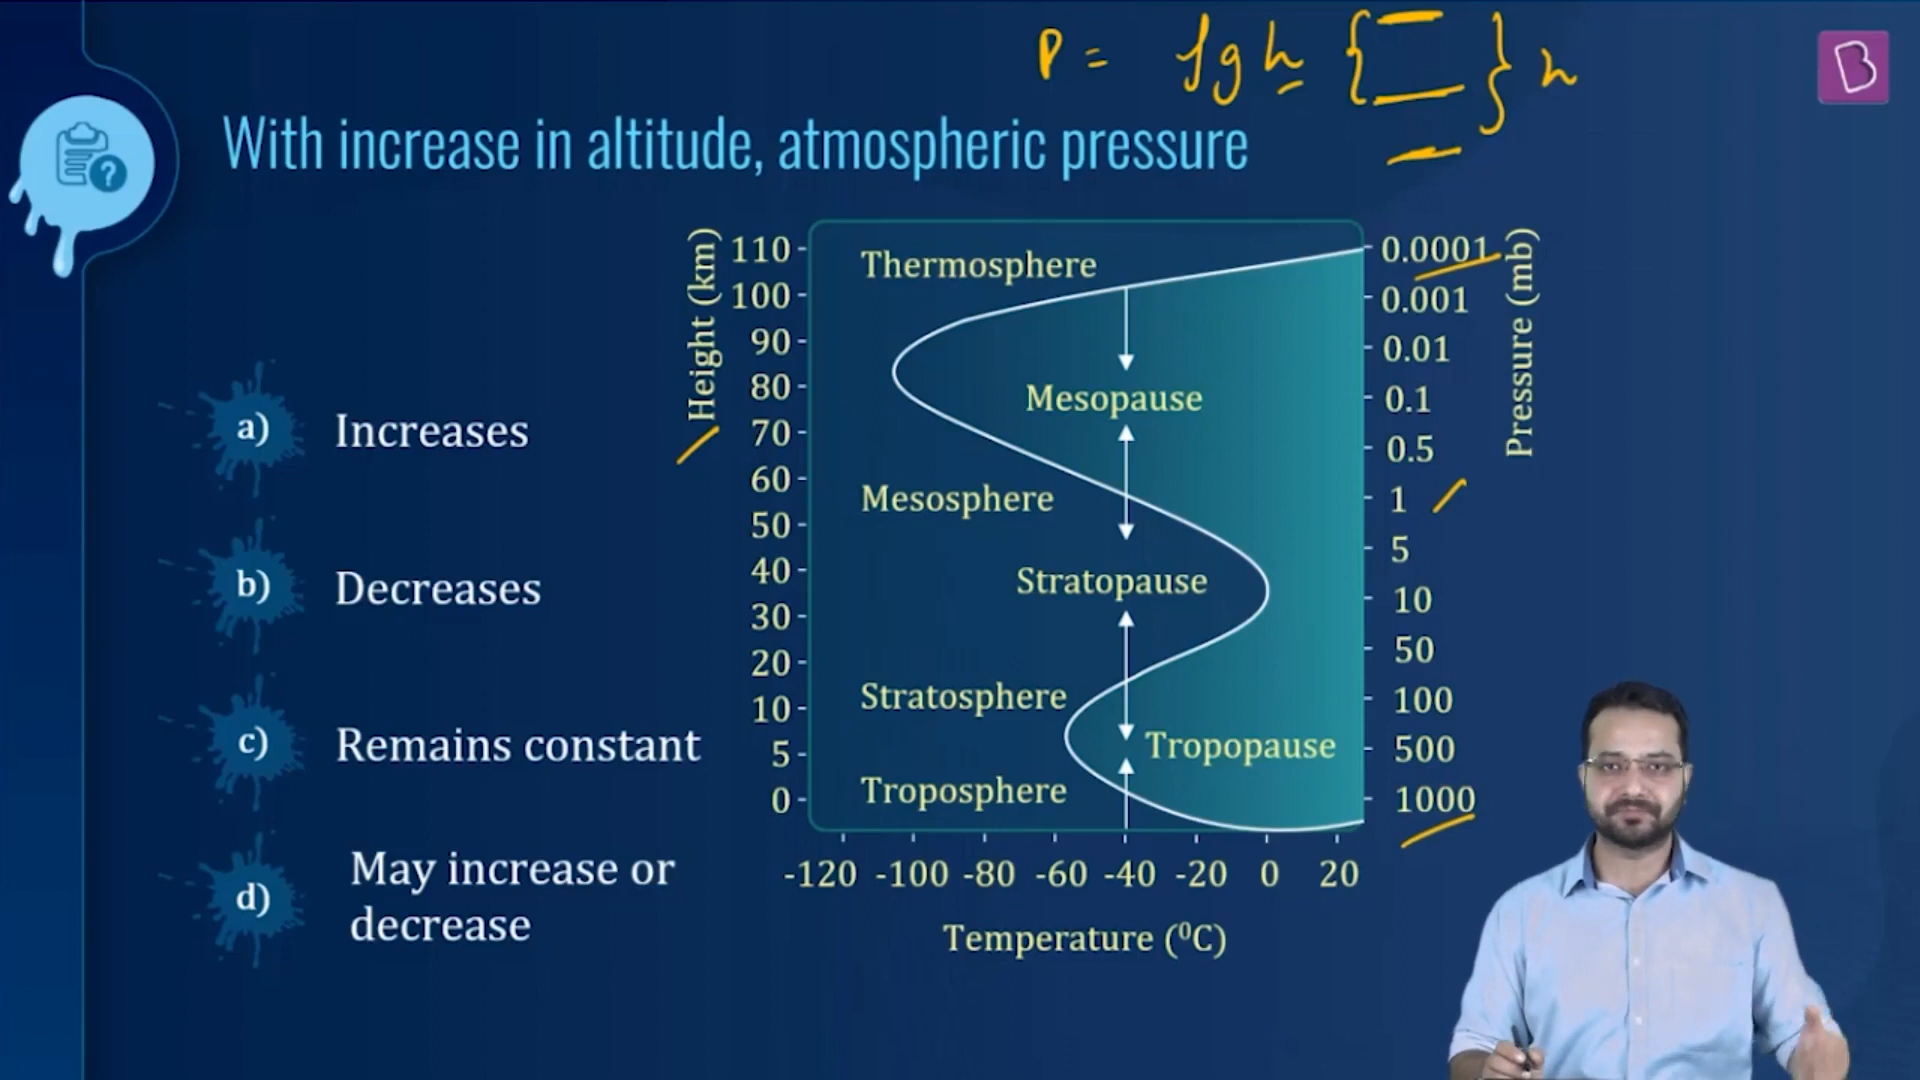 P = ρgh { } h
With increase in altitude, atmospheric pressure
a) Increases
b) Decreases
c) Remains constant
d) May increase or
decrease
Height (km)
110
100
90
80
70
60
50
40
30
20
10
5
0
Thermosphere
Mesopause
Mesosphere
Stratopause
Stratosphere
Tropopause
Troposphere
0.0001
0.001
0.01
0.1
0.5
1
5
10
50
100
500
1000
Pressure (mb)
-120 -100 -80 -60 -40 -20 0 20
Temperature (⁰C)
B
?